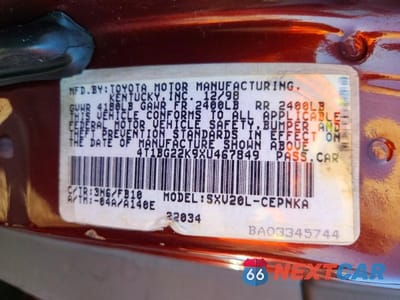 MFD.BY:TOYOTA MOTOR MANUFACTURING,
KENTUCKY,INC. 12/98
GVWR 4180LB GAWR FR 2400LB RR 2400LB
THIS VEHICLE CONFORMS TO ALL APPLICABLE
FEDERAL MOTOR VEHICLE SAFETY,BUMPER,AND
THEFT PREVENTION STANDARDS IN EFFECT ON
THE DATE OF MANUFACTURE SHOWN ABOVE.
4T1BG22K9XU467849 PASS.CAR
C/TR:3M6/FB10 MODEL:SXV20L-CEPNKA
A/TM:-04A/A140E
22034
BA03345744
66 NEXTCAR